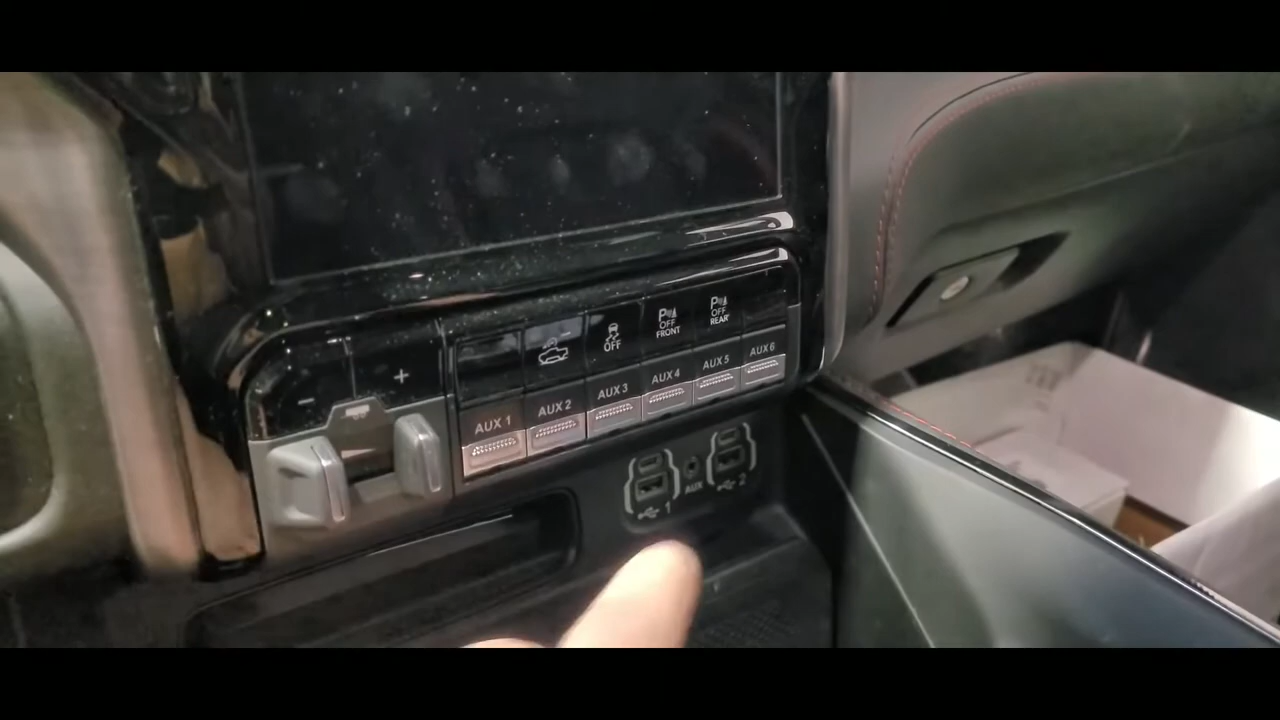 − +
OFF
P OFF FRONT
P OFF REAR
AUX 1 AUX 2 AUX 3 AUX 4 AUX 5 AUX 6
1 AUX 2